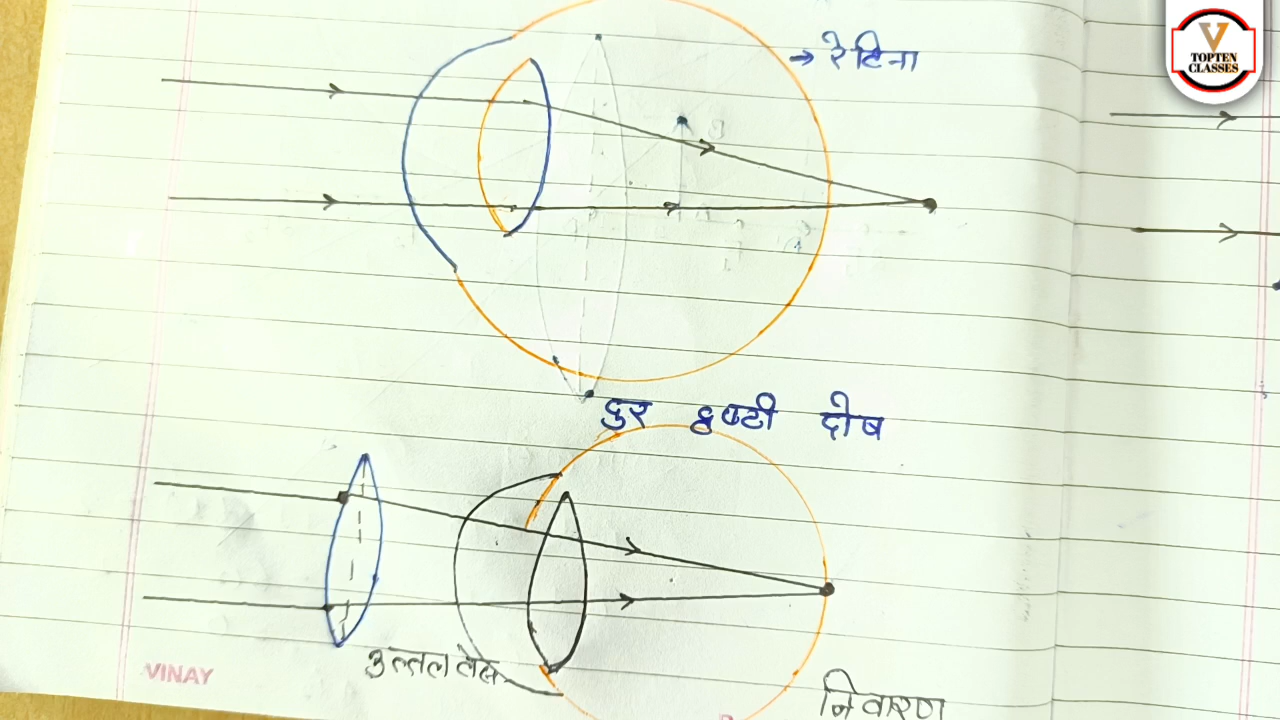 V
TOPTEN
CLASSES
→ रेटिना
दुर दृष्टी दोष
उत्तल लेंस
निवारण
VINAY